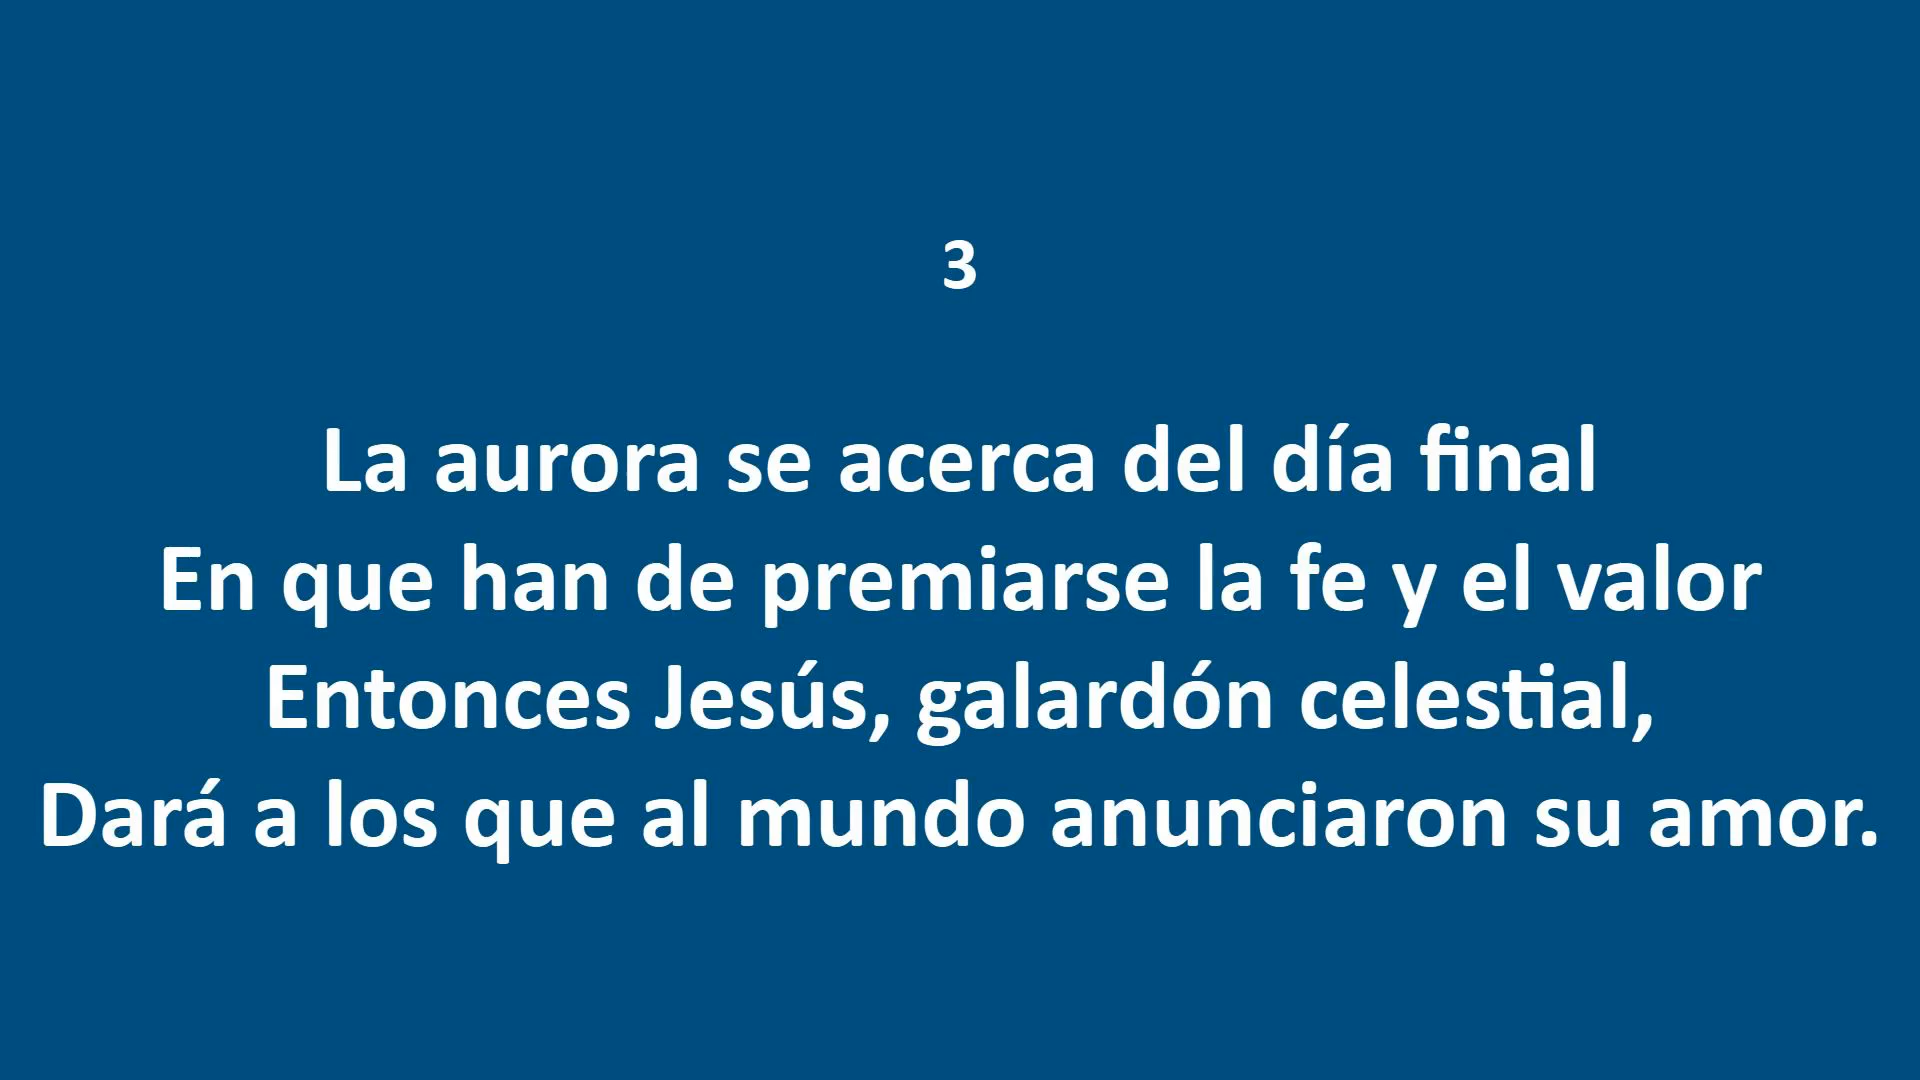 3
La aurora se acerca del día final
En que han de premiarse la fe y el valor
Entonces Jesús, galardón celestial,
Dará a los que al mundo anunciaron su amor.